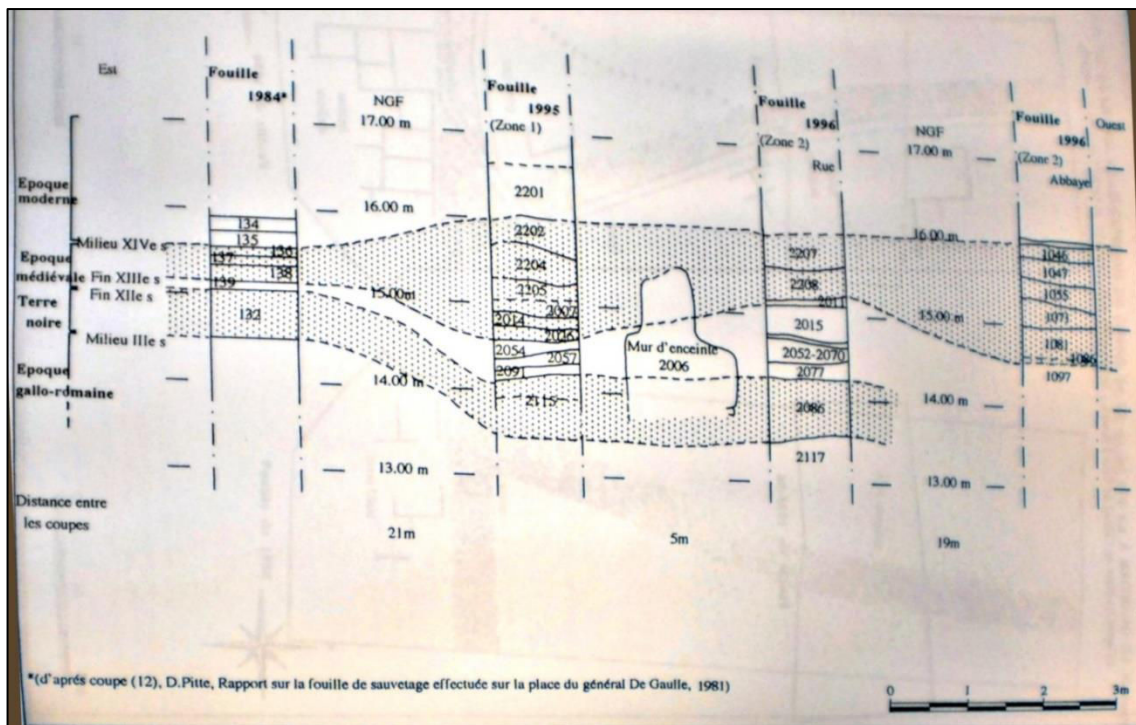 Est
Fouille
1984*
NGF
17.00 m
Fouille
1995
(Zone 1)
Fouille
1996
(Zone 2)
Rue
NGF
17.00 m
Fouille
1996
(Zone 2)
Abbaye
Ouest
Epoque
moderne
Milieu XIVe s
Epoque
médiévale
Fin XIIIe s
Fin XIIe s
Terre
noire
Milieu IIIe s
Epoque
gallo-romaine
134
135
136
137
138
139
132
16.00 m
15.00m
14.00 m
13.00 m
2201
2202
2204
2205
2007
2014
2026
2054
2057
2091
2115
Mur d'enceinte
2006
2207
2208
2011
2015
2052-2070
2077
2086
2117
16.00 m
15.00 m
14.00 m
13.00 m
1046
1047
1055
1073
1081
1086
1097
Distance entre
les coupes
21m
5m
19m
*(d'aprés coupe (12), D.Pitte, Rapport sur la fouille de sauvetage effectuée sur la place du général De Gaulle, 1981)
0 1 2 3m